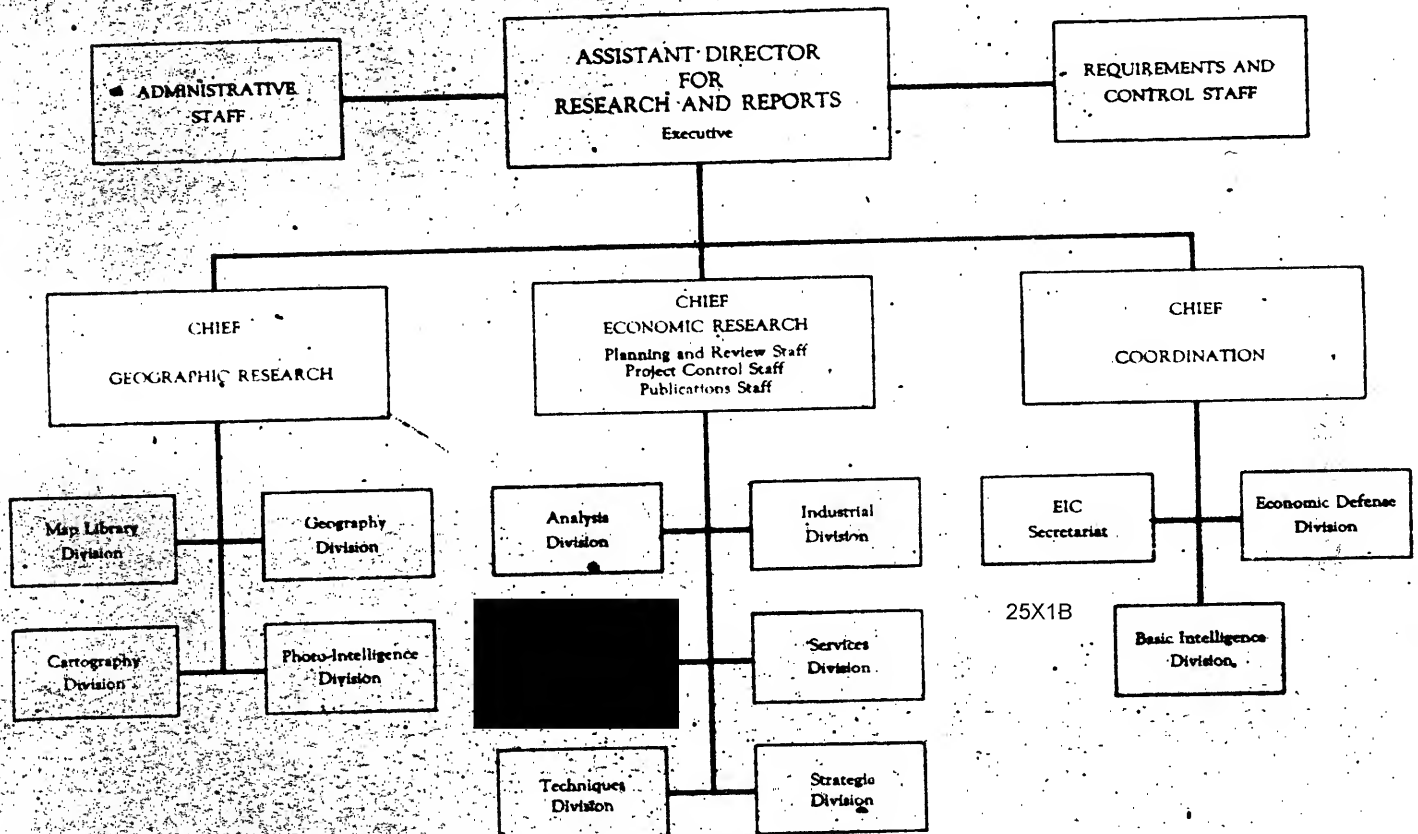 ADMINISTRATIVE
STAFF
ASSISTANT DIRECTOR
FOR
RESEARCH AND REPORTS
Executive
REQUIREMENTS AND
CONTROL STAFF
CHIEF
GEOGRAPHIC RESEARCH
CHIEF
ECONOMIC RESEARCH
Planning and Review Staff
Project Control Staff
Publications Staff
CHIEF
COORDINATION
Map Library
Division
Geography
Division
Cartography
Division
Photo-Intelligence
Division
Analysis
Division
Industrial
Division
Services
Division
Techniques
Division
Strategic
Division
EIC
Secretariat
Economic Defense
Division
25X1B
Basic Intelligence
Division